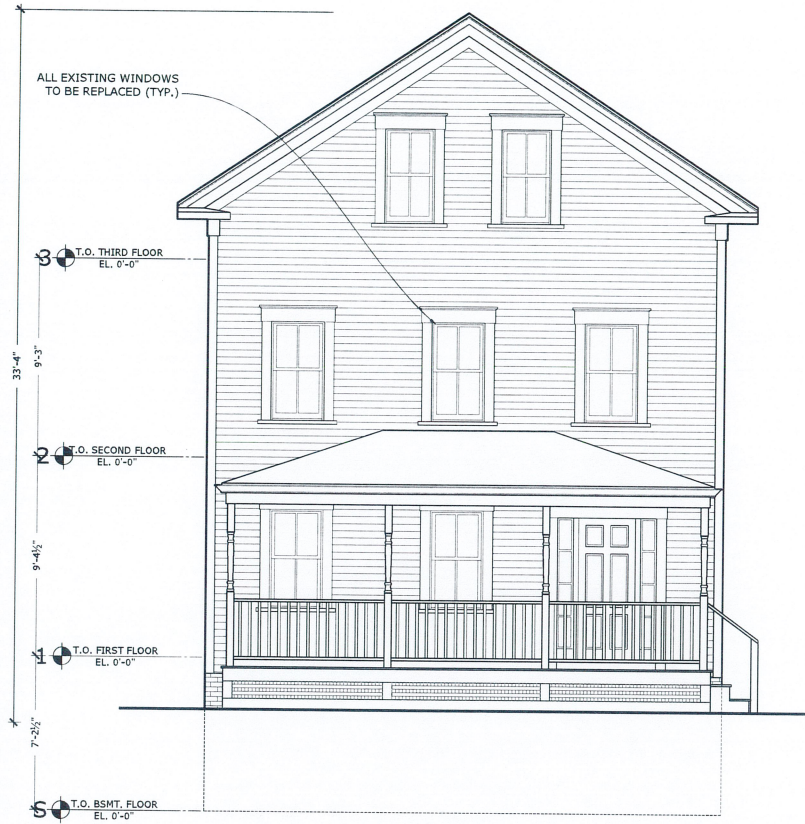 ALL EXISTING WINDOWS
TO BE REPLACED (TYP.)
3
T.O. THIRD FLOOR
EL. 0'-0"
33'-4"
9'-3"
2
T.O. SECOND FLOOR
EL. 0'-0"
9'-4½"
1
T.O. FIRST FLOOR
EL. 0'-0"
7'-2½"
S
T.O. BSMT. FLOOR
EL. 0'-0"